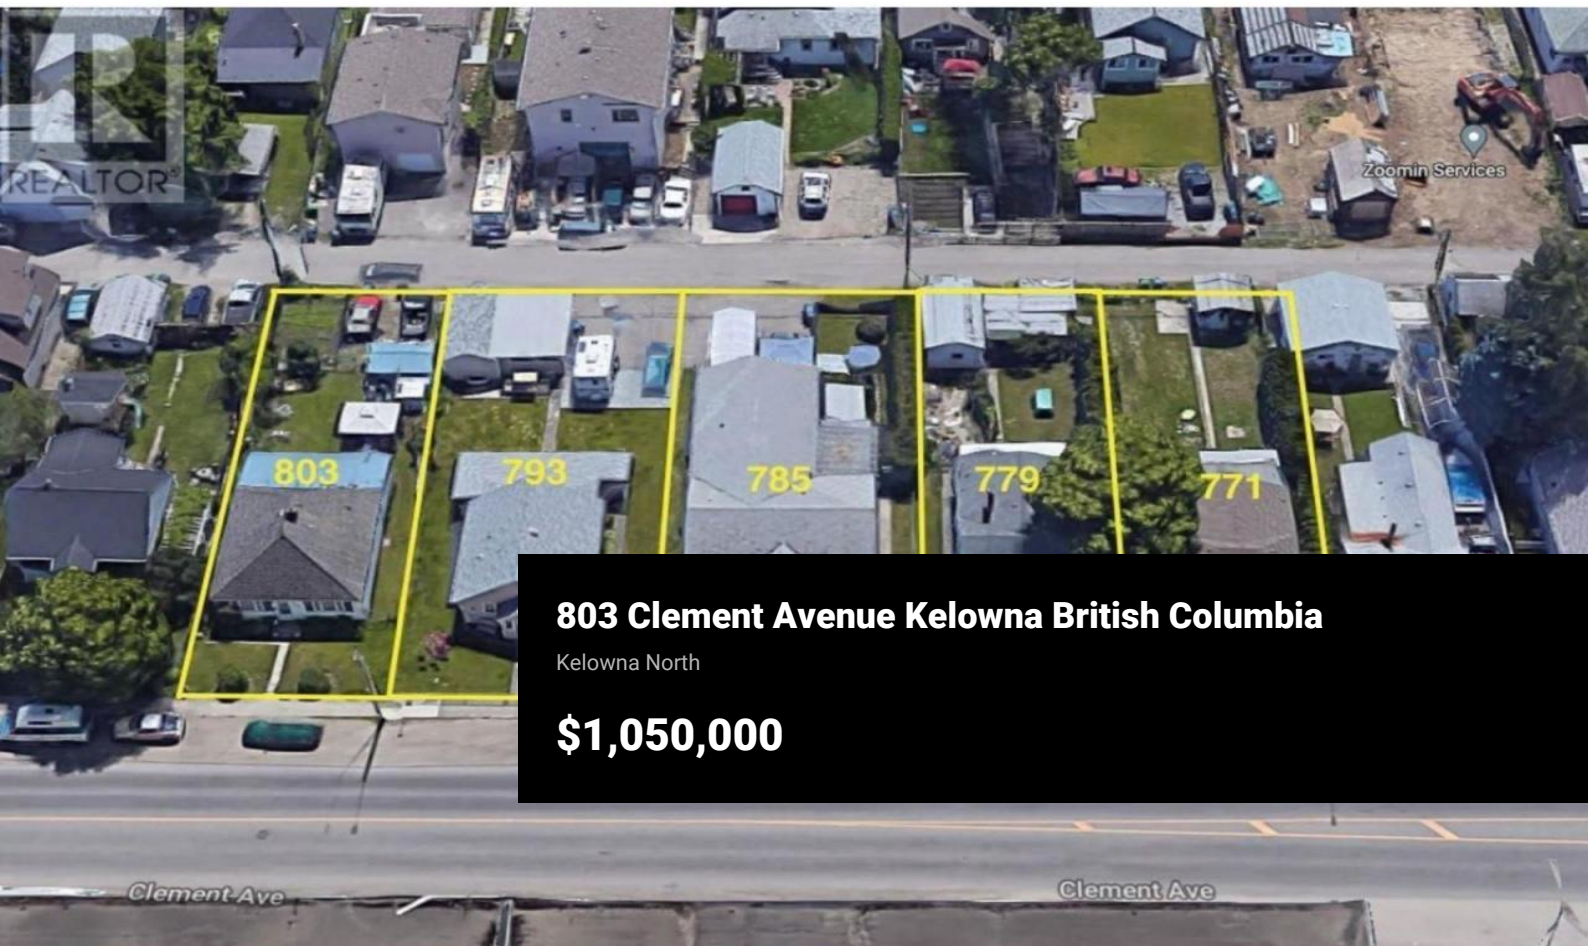 REALTOR®
Zoomin Services
803
793
785
779
771
803 Clement Avenue Kelowna British Columbia
Kelowna North
$1,050,000
Clement Ave
Clement Ave